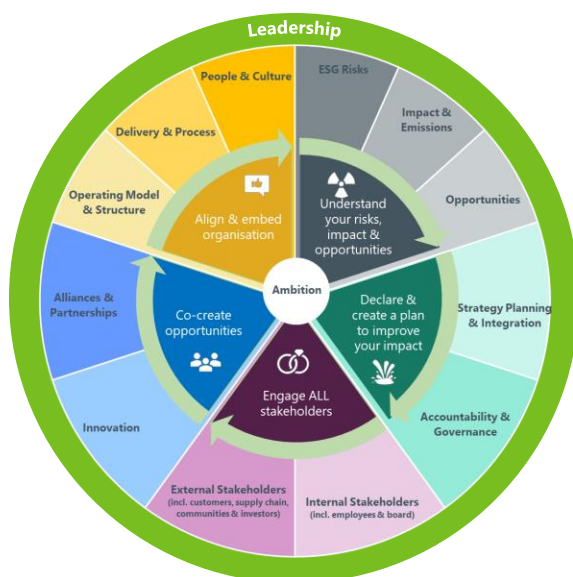 Leadership
People & Culture
ESG Risks
Delivery & Process
Impact &
Emissions
Operating Model
& Structure
Opportunities
Align & embed
organisation
Understand
your risks,
impact &
opportunities
Ambition
Alliances &
Partnerships
Co-create
opportunities
Declare &
create a plan
to improve
your impact
Strategy Planning
& Integration
Engage ALL
stakeholders
Innovation
Accountability &
Governance
External Stakeholders
(incl. customers, supply chain,
communities & investors)
Internal Stakeholders
(incl. employees & board)